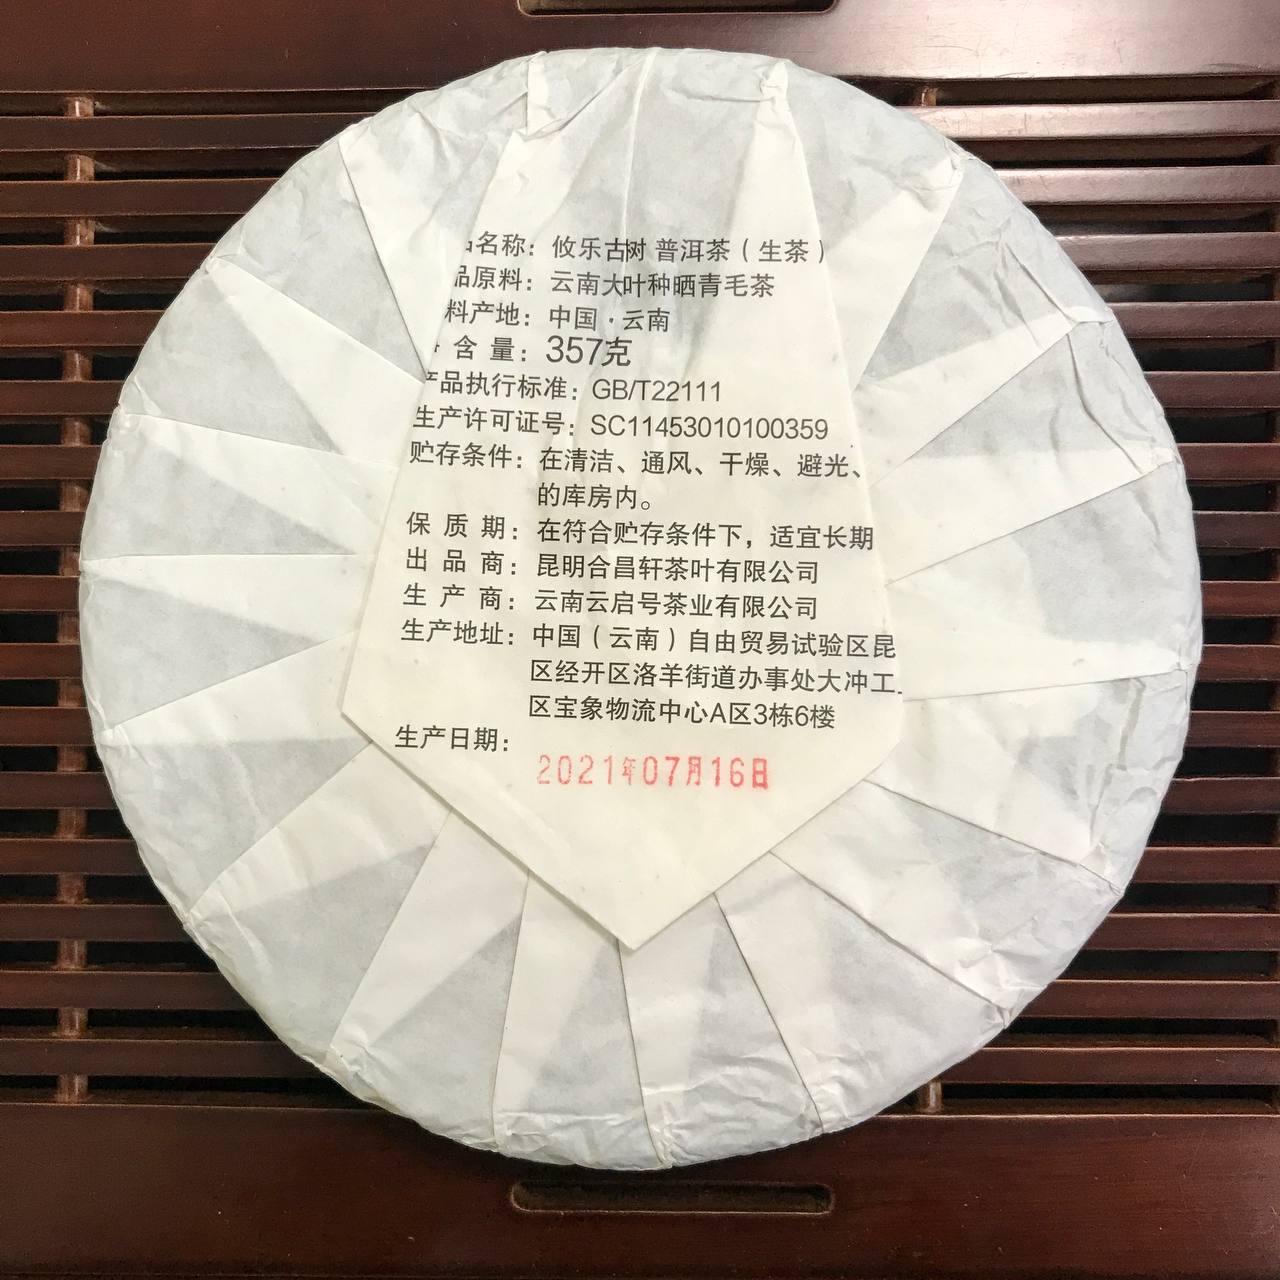 名称：攸乐古树 普洱茶（生茶）
品原料：云南大叶种晒青毛茶
料产地：中国·云南
含量：357克
产品执行标准：GB/T22111
生产许可证号：SC11453010100359
贮存条件：在清洁、通风、干燥、避光、
的库房内。
保质期：在符合贮存条件下，适宜长期
出品商：昆明合昌轩茶叶有限公司
生产商：云南云启号茶业有限公司
生产地址：中国（云南）自由贸易试验区昆
区经开区洛羊街道办事处大冲工
区宝象物流中心A区3栋6楼
生产日期：
2021年07月16日